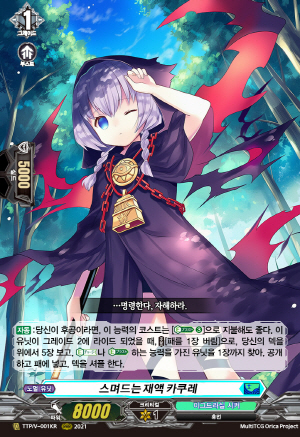 1
그레이드
부스트
5000
실드
…명령한다, 자헤하라.
자동 :당신이 후공이라면, 이 능력의 코스트는 [ 3]으로 지불해도 좋다. 이
유닛이 그레이드 2에 라이드 되었을 때, [패를 1장 버림]으로, 당신의 덱을
위에서 5장 보고, 나 하는 능력을 가진 유닛을 1장까지 찾아, 공개
하고 패에 넣고, 덱을 셔플 한다.
노멀 유닛
스며드는 재액 카쿠레
파워
8000
크리티컬
1
휴먼
TTP/V-001KR
2021
MultiTCG Orica Project